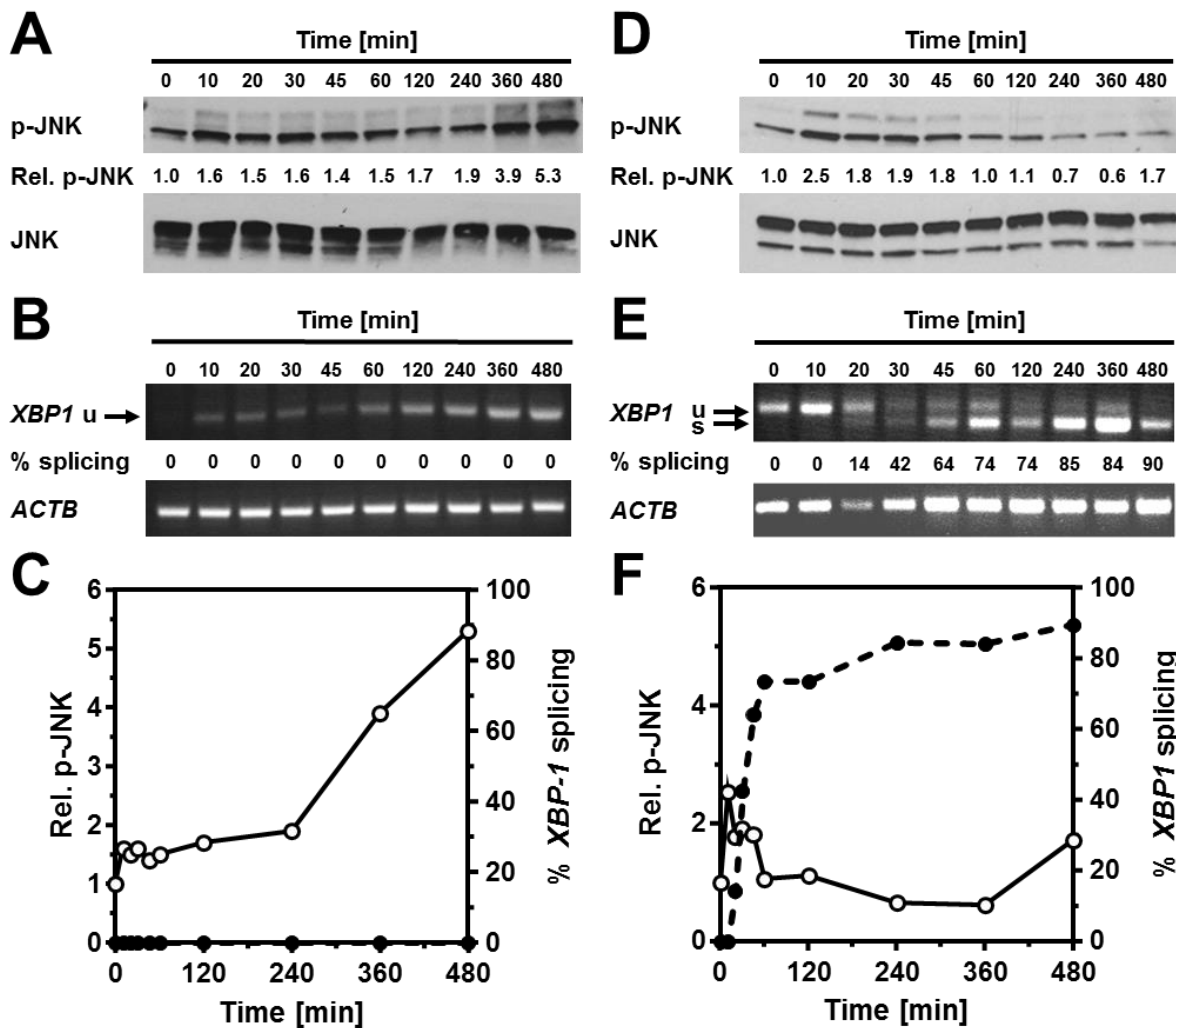 A
Time [min]
0 10 20 30 45 60 120 240 360 480
p-JNK
Rel. p-JNK 1.0 1.6 1.5 1.6 1.4 1.5 1.7 1.9 3.9 5.3
JNK
B
Time [min]
0 10 20 30 45 60 120 240 360 480
XBP1 u
% splicing 0 0 0 0 0 0 0 0 0 0
ACTB
C
6
5
4
3
2
1
0
Rel. p-JNK
100
80
60
40
20
0
% XBP-1 splicing
0 120 240 360 480
Time [min]
D
Time [min]
0 10 20 30 45 60 120 240 360 480
p-JNK
Rel. p-JNK 1.0 2.5 1.8 1.9 1.8 1.0 1.1 0.7 0.6 1.7
JNK
E
Time [min]
0 10 20 30 45 60 120 240 360 480
XBP1 u
s
% splicing 0 0 14 42 64 74 74 85 84 90
ACTB
F
6
4
2
0
Rel. p-JNK
100
80
60
40
20
0
% XBP1 splicing
0 120 240 360 480
Time [min]